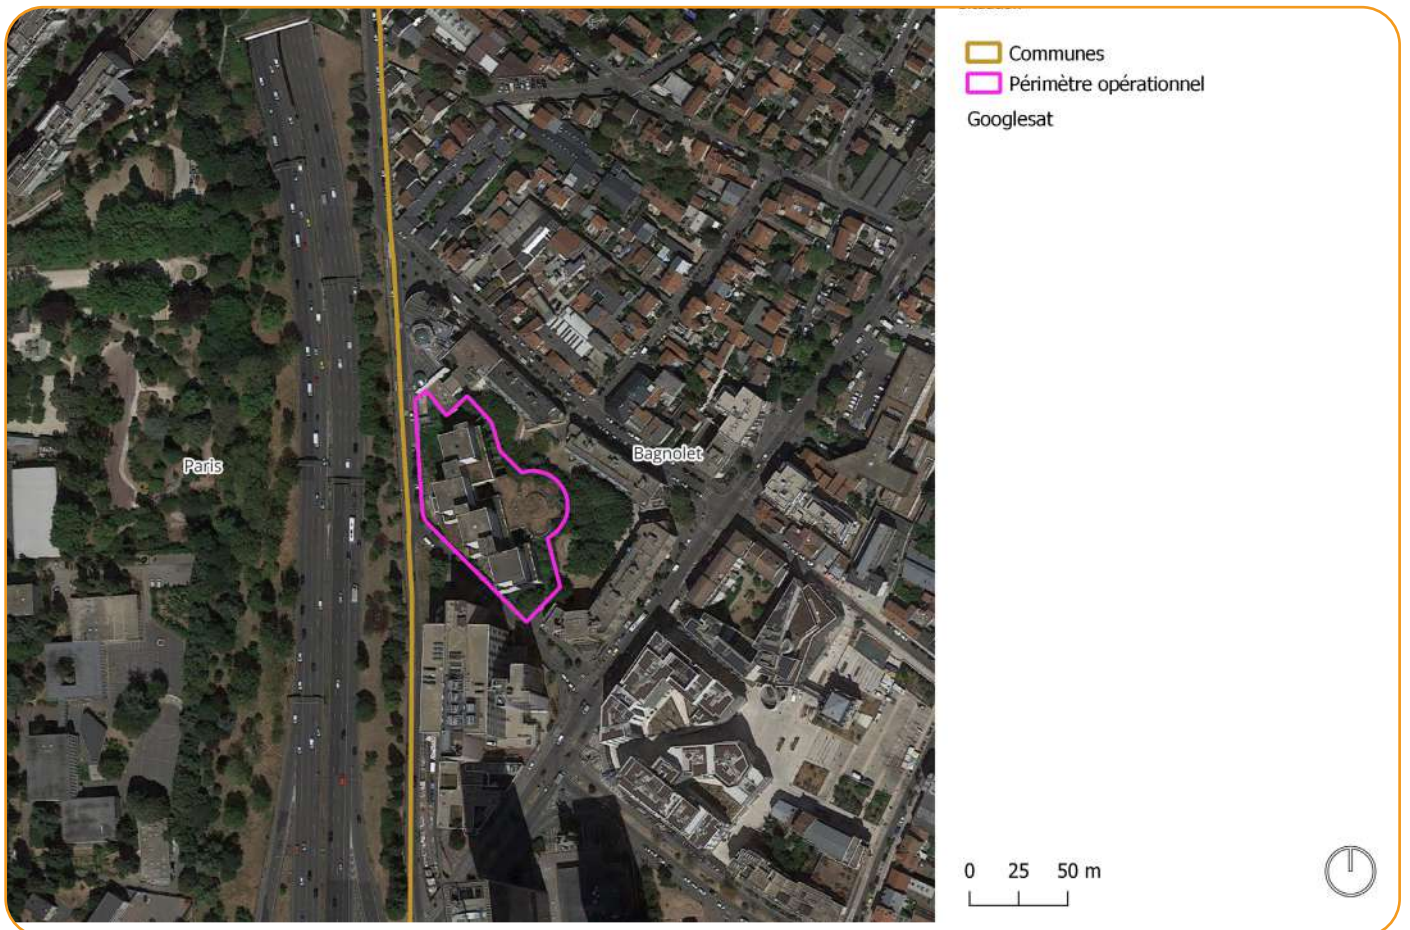 Communes
Périmètre opérationnel
Googlesat
Paris
Bagnolet
0 25 50 m